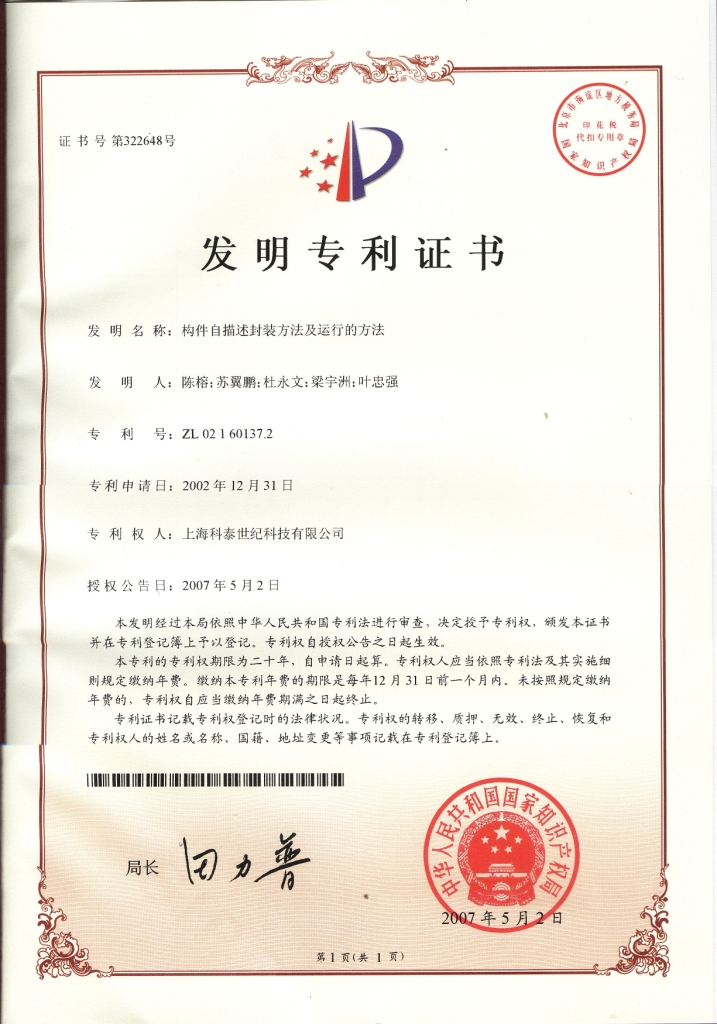 证书号 第322648号
北京市海淀区地方税务局
印花税
代扣专用章
国家知识产权局
发明专利证书
发 明 名 称：构件自描述封装方法及运行的方法
发 明 人：陈榕;苏翼鹏;杜永文;梁宇洲;叶忠强
专 利 号：ZL 02 1 60137.2
专利申请日：2002 年 12 月 31 日
专 利 权 人：上海科泰世纪科技有限公司
授权公告日：2007 年 5 月 2 日
本发明经过本局依照中华人民共和国专利法进行审查，决定授予专利权，颁发本证书
并在专利登记簿上予以登记。专利权自授权公告之日起生效。
本专利的专利权期限为二十年，自申请日起算。专利权人应当依照专利法及其实施细
则规定缴纳年费。缴纳本专利年费的期限是每年12 月 31 日前一个月内。未按照规定缴纳
年费的，专利权自应当缴纳年费期满之日起终止。
专利证书记载专利权登记时的法律状况。专利权的转移、质押、无效、终止、恢复和
专利权人的姓名或名称、国籍、地址变更等事项记载在专利登记簿上。
局长 田力普
中华人民共和国国家知识产权局
2007 年 5 月 2 日
第 1 页(共 1 页)